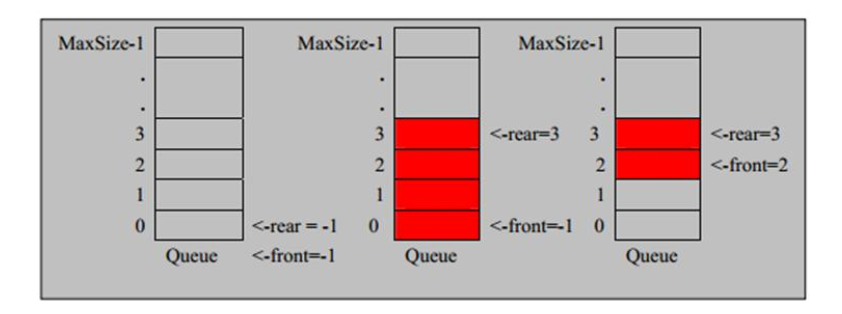 MaxSize-1 MaxSize-1 MaxSize-1
. . .
. . .
3 3 <-rear=3 3 <-rear=3
2 2 2 <-front=2
1 1 1
0 <-rear = -1 0 <-front=-1 0
Queue <-front=-1 Queue Queue